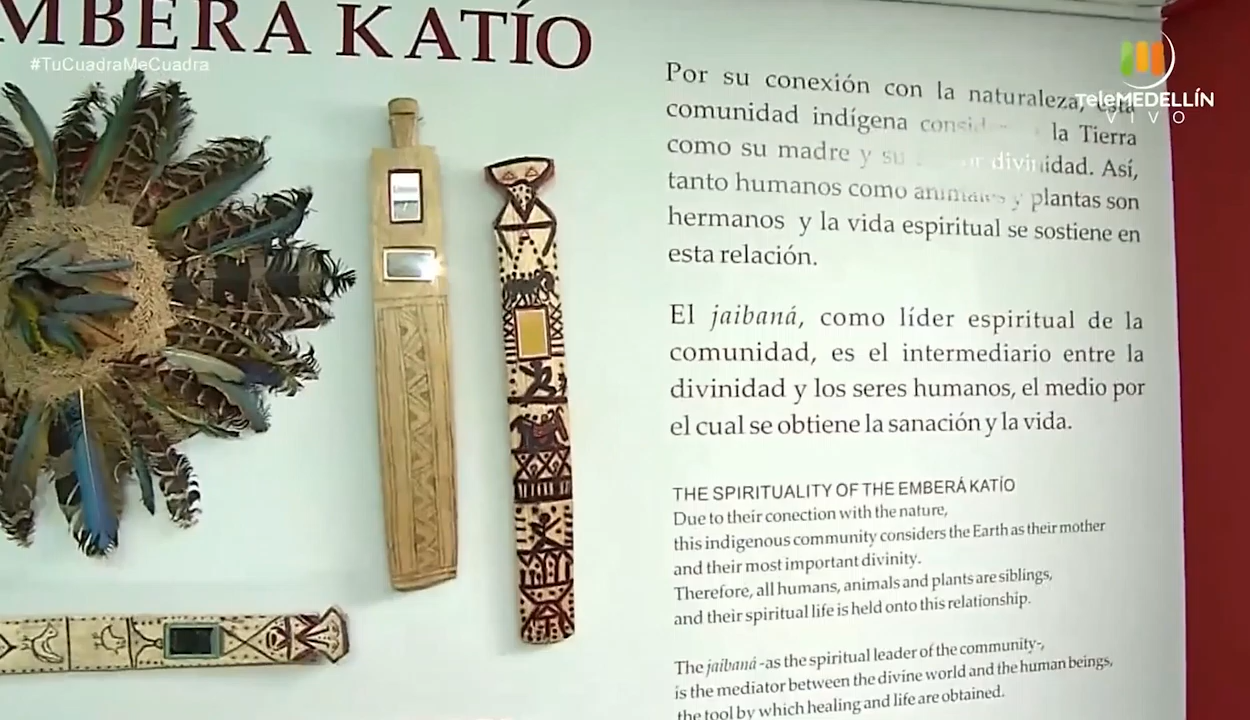 MBERA KATÍO
#TuCuadraMeCuadra
TeleMEDELLÍN
VIVO
Por su conexión con la naturaleza, esta
comunidad indígena la Tierra
como su madre y su divinidad. Así,
tanto humanos como animales y plantas son
hermanos y la vida espiritual se sostiene en
esta relación.
El jaibaná, como líder espiritual de la
comunidad, es el intermediario entre la
divinidad y los seres humanos, el medio por
el cual se obtiene la sanación y la vida.
THE SPIRITUALITY OF THE EMBERÁ KATÍO
Due to their conection with the nature,
this indigenous community considers the Earth as their mother
and their most important divinity.
Therefore, all humans, animals and plants are siblings,
and their spiritual life is held onto this relationship.
The jaibaná -as the spiritual leader of the community-,
is the mediator between the divine world and the human beings,
the tool by which healing and life are obtained.